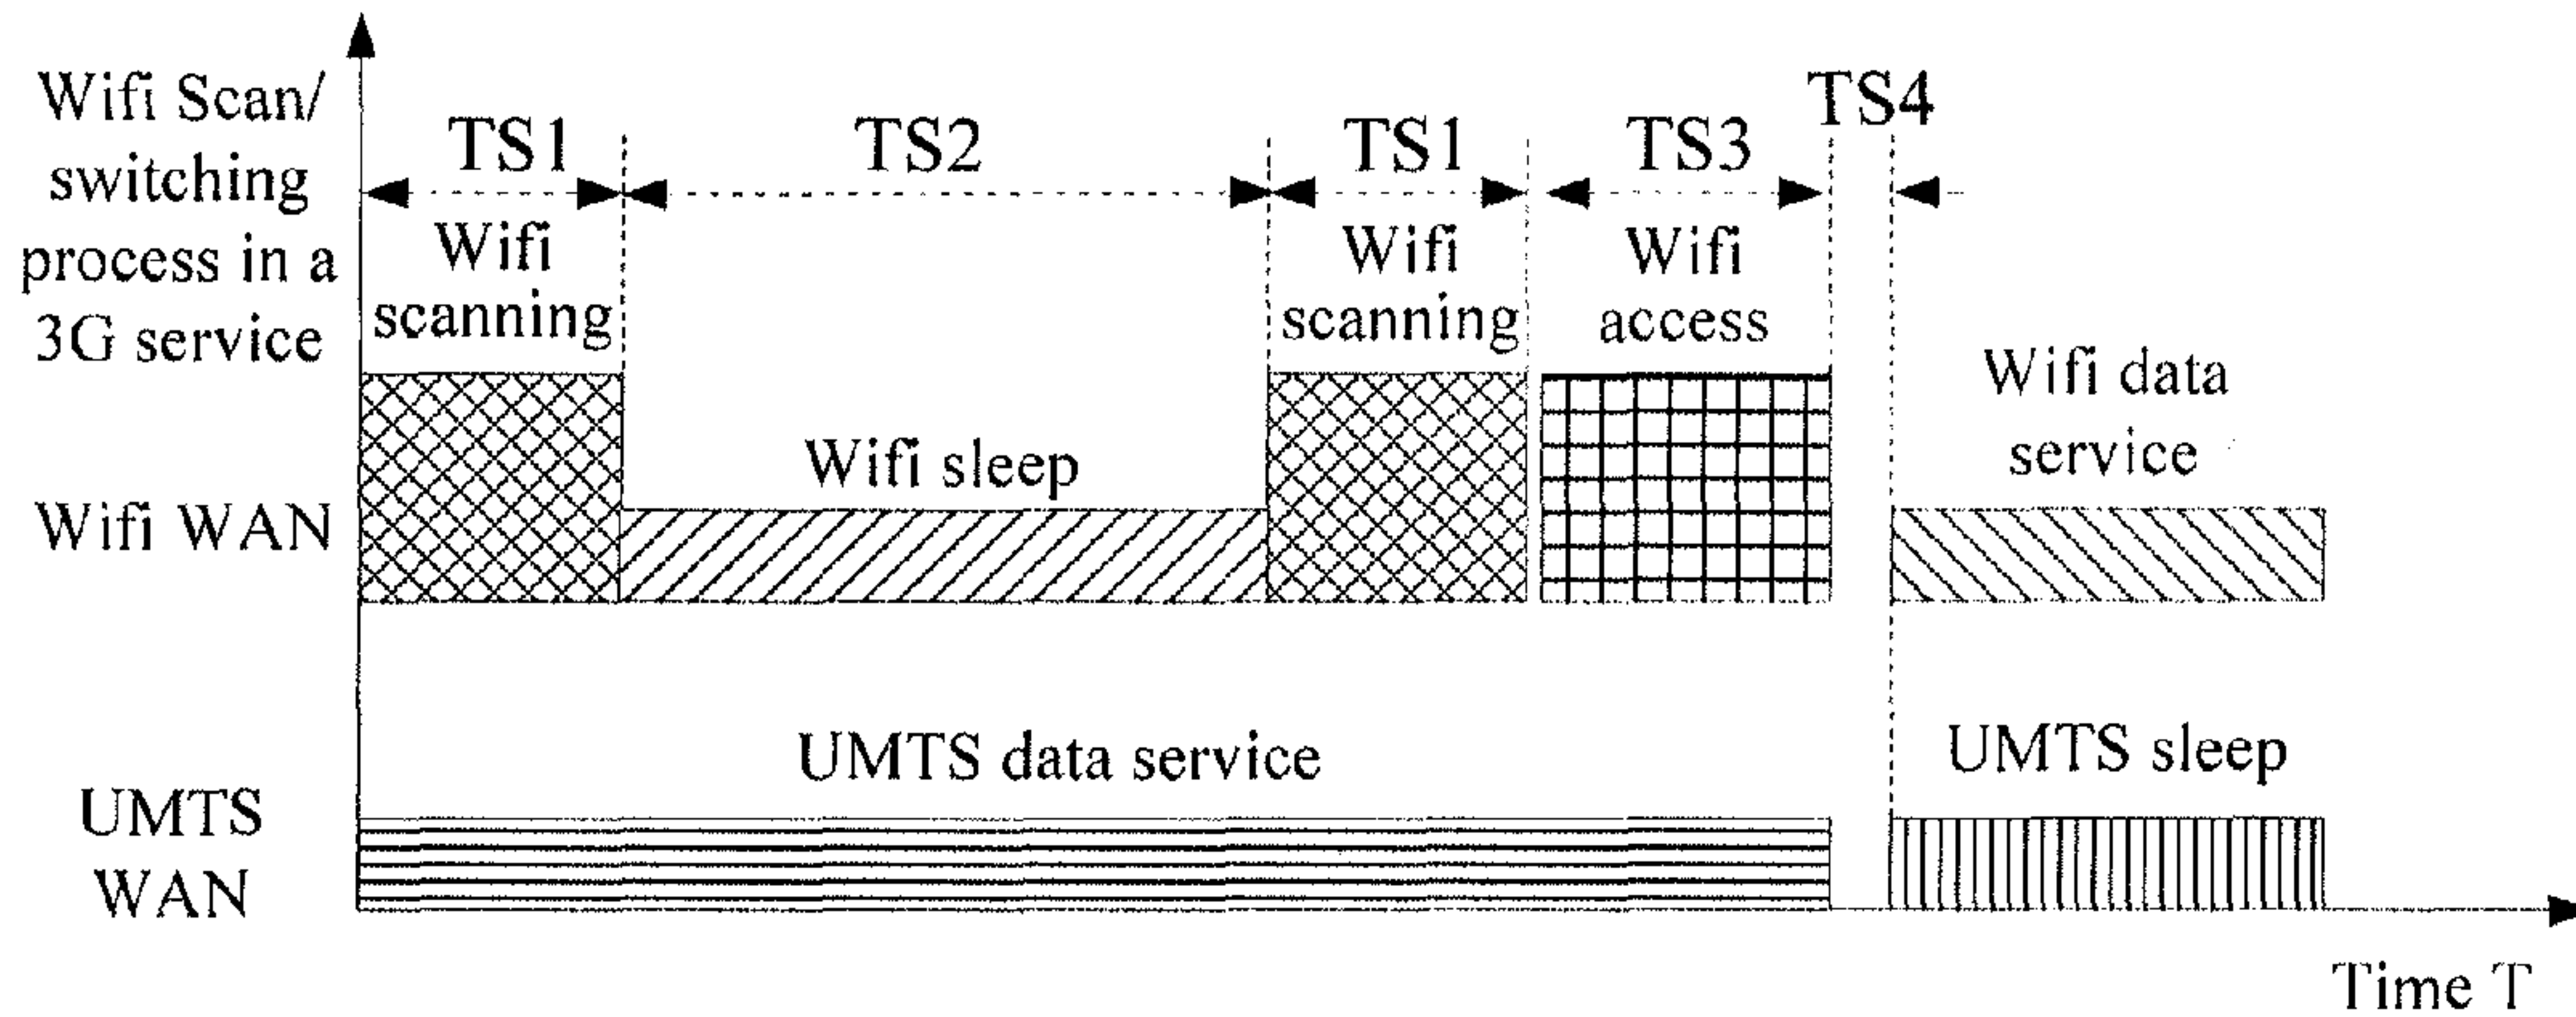 Wifi Scan/
switching
process in a
3G service
TS1
TS2
TS1
TS3
TS4
Wifi
scanning
Wifi
scanning
Wifi
access
Wifi data
service
Wifi sleep
Wifi WAN
UMTS data service
UMTS sleep
UMTS
WAN
Time T